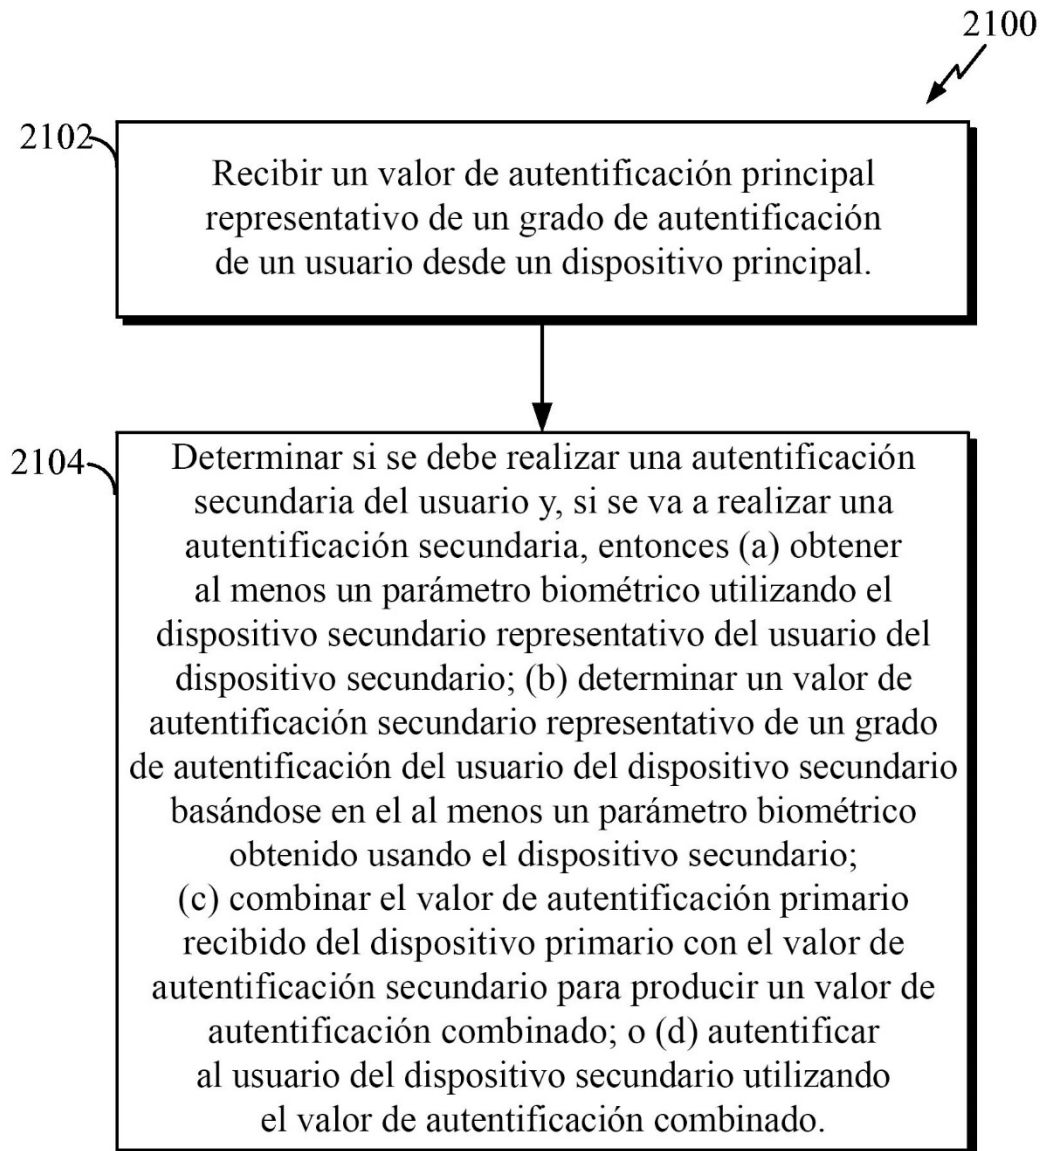 2100
2102
Recibir un valor de autentificación principal
representativo de un grado de autentificación
de un usuario desde un dispositivo principal.
2104
Determinar si se debe realizar una autentificación
secundaria del usuario y, si se va a realizar una
autentificación secundaria, entonces (a) obtener
al menos un parámetro biométrico utilizando el
dispositivo secundario representativo del usuario del
dispositivo secundario; (b) determinar un valor de
autentificación secundario representativo de un grado
de autentificación del usuario del dispositivo secundario
basándose en el al menos un parámetro biométrico
obtenido usando el dispositivo secundario;
(c) combinar el valor de autentificación primario
recibido del dispositivo primario con el valor de
autentificación secundario para producir un valor de
autentificación combinado; o (d) autentificar
al usuario del dispositivo secundario utilizando
el valor de autentificación combinado.